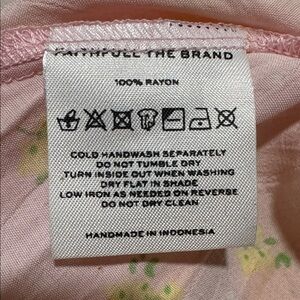 FAITHFULL THE BRAND
100% RAYON
COLD HANDWASH SEPARATELY
DO NOT TUMBLE DRY
TURN INSIDE OUT WHEN WASHING
DRY FLAT IN SHADE
LOW IRON AS NEEDED ON REVERSE
DO NOT DRY CLEAN
HANDMADE IN INDONESIA